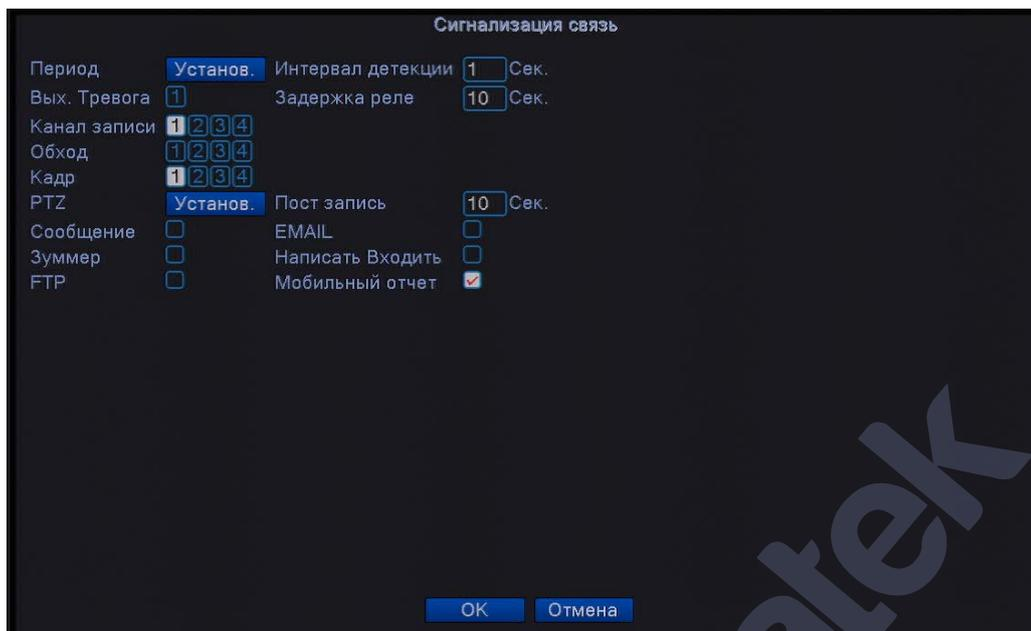 Сигнализация связь
Период Установ. Интервал детекции 1 Сек.
Вых. Тревога 1 Задержка реле 10 Сек.
Канал записи 1 2 3 4
Обход 1 2 3 4
Кадр 1 2 3 4
PTZ Установ. Пост запись 10 Сек.
Сообщение EMAIL
Зуммер Написать Входить
FTP Мобильный отчет
OK Отмена